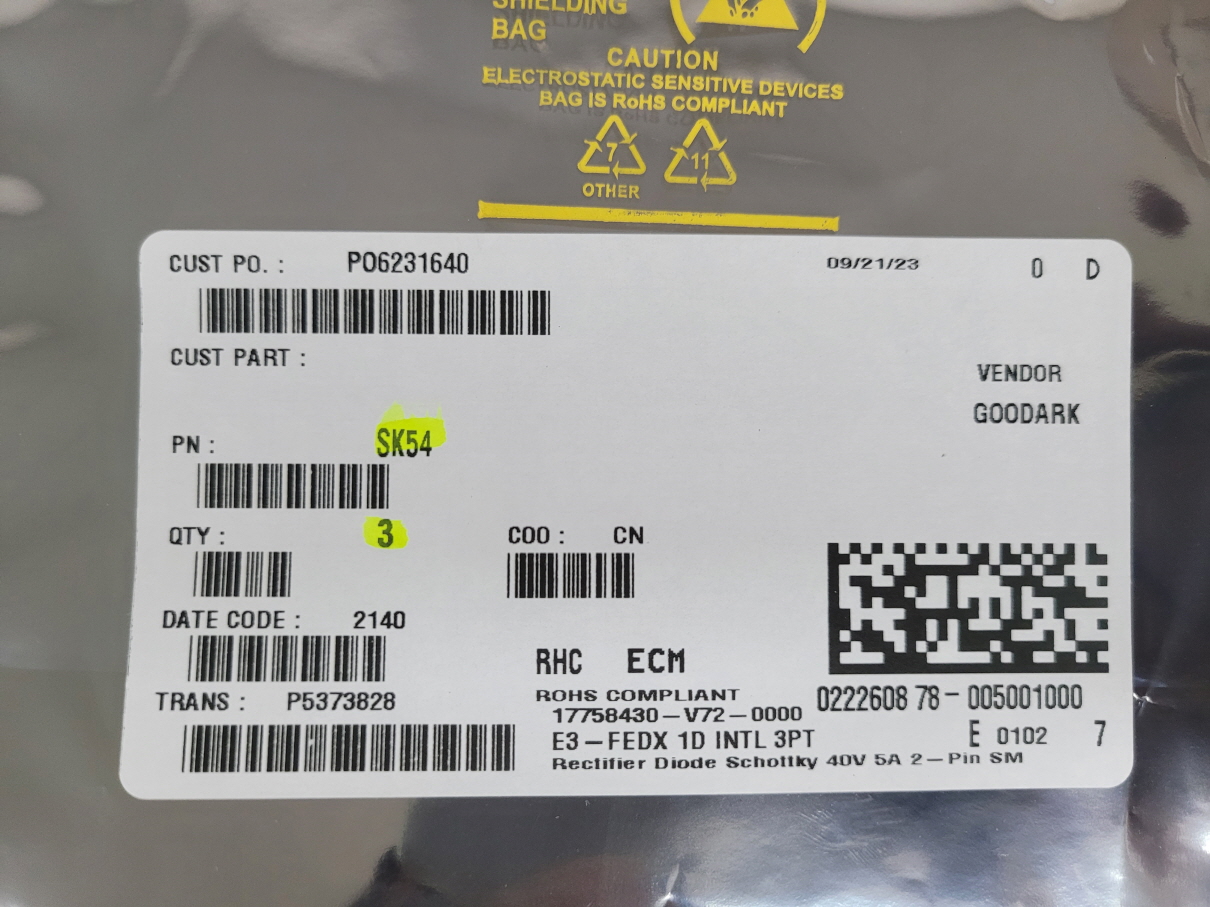 SHIELDING
BAG
CAUTION
ELECTROSTATIC SENSITIVE DEVICES
BAG IS RoHS COMPLIANT
7 11
OTHER
CUST PO. : PO6231640 09/21/23 0 D
CUST PART :
VENDOR
GOODARK
PN : SK54
QTY : 3 COO : CN
DATE CODE : 2140
RHC ECM
TRANS : P5373828
ROHS COMPLIANT
17758430-V72-0000
0222608 78-005001000
E3-FEDX 1D INTL 3PT
E 0102 7
Rectifier Diode Schottky 40V 5A 2-Pin SM